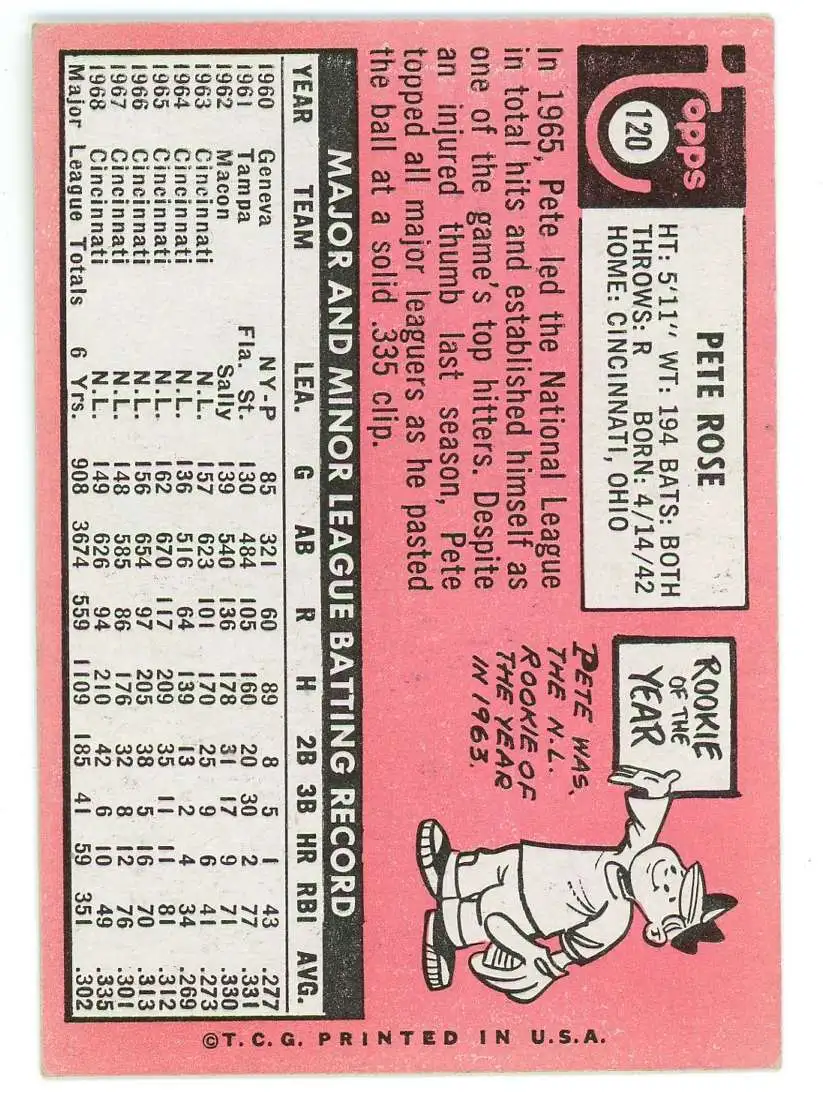 topps
120
PETE ROSE
HT: 5'11" WT: 194 BATS: BOTH
THROWS: R BORN: 4/14/42
HOME: CINCINNATI, OHIO
In 1965, Pete led the National League
in total hits and established himself as
one of the game's top hitters. Despite
an injured thumb last season, Pete
topped all major leaguers as he pasted
the ball at a solid .335 clip.
ROOKIE
OF THE
YEAR
PETE WAS
THE N.L.
ROOKIE OF
THE YEAR
IN 1963.
MAJOR AND MINOR LEAGUE BATTING RECORD
YEAR TEAM LEA. G AB R H 2B 3B HR RBI AVG.
1960 Geneva NY-P 85 321 60 89 8 5 1 43 .277
1961 Tampa Fla. St. 130 484 105 160 20 30 2 77 .331
1962 Macon Sally 139 540 136 178 31 17 9 71 .330
1963 Cincinnati N.L. 157 623 101 170 25 9 6 41 .273
1964 Cincinnati N.L. 136 516 64 139 13 2 4 34 .269
1965 Cincinnati N.L. 162 670 117 209 35 11 11 81 .312
1966 Cincinnati N.L. 156 654 97 205 38 5 16 70 .313
1967 Cincinnati N.L. 148 585 86 176 32 8 12 76 .301
1968 Cincinnati N.L. 149 626 94 210 42 6 10 49 .335
Major League Totals 6 Yrs. 908 3674 559 1109 185 41 59 351 .302
©T.C.G. PRINTED IN U.S.A.